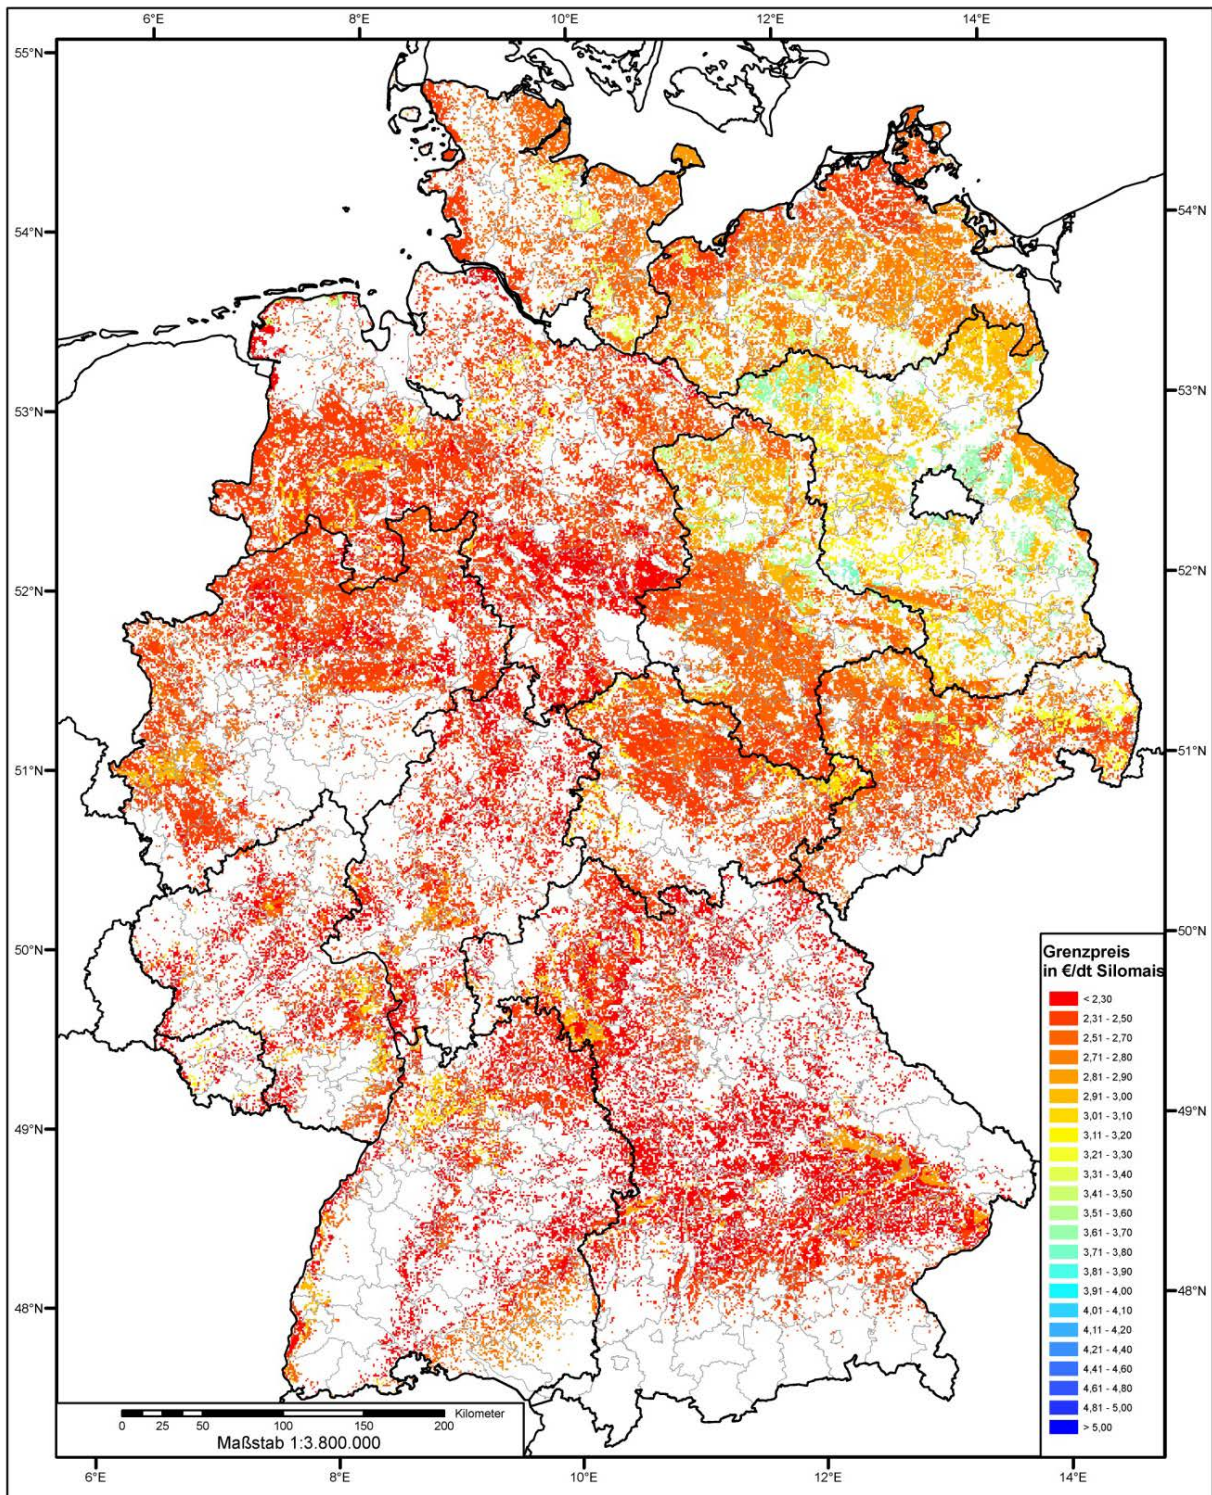 6°E 8°E 10°E 12°E 14°E
55°N
54°N
54°N
53°N
53°N
52°N
52°N
51°N
51°N
50°N
50°N
49°N
49°N
48°N
48°N
Grenzpreis
in €/dt Silomais
< 2,30
2,31 - 2,50
2,51 - 2,70
2,71 - 2,80
2,81 - 2,90
2,91 - 3,00
3,01 - 3,10
3,11 - 3,20
3,21 - 3,30
3,31 - 3,40
3,41 - 3,50
3,51 - 3,60
3,61 - 3,70
3,71 - 3,80
3,81 - 3,90
3,91 - 4,00
4,01 - 4,10
4,11 - 4,20
4,21 - 4,40
4,41 - 4,60
4,61 - 4,80
4,81 - 5,00
> 5,00
Kilometer
0 25 50 100 150 200
Maßstab 1:3.800.000
6°E 8°E 10°E 12°E 14°E